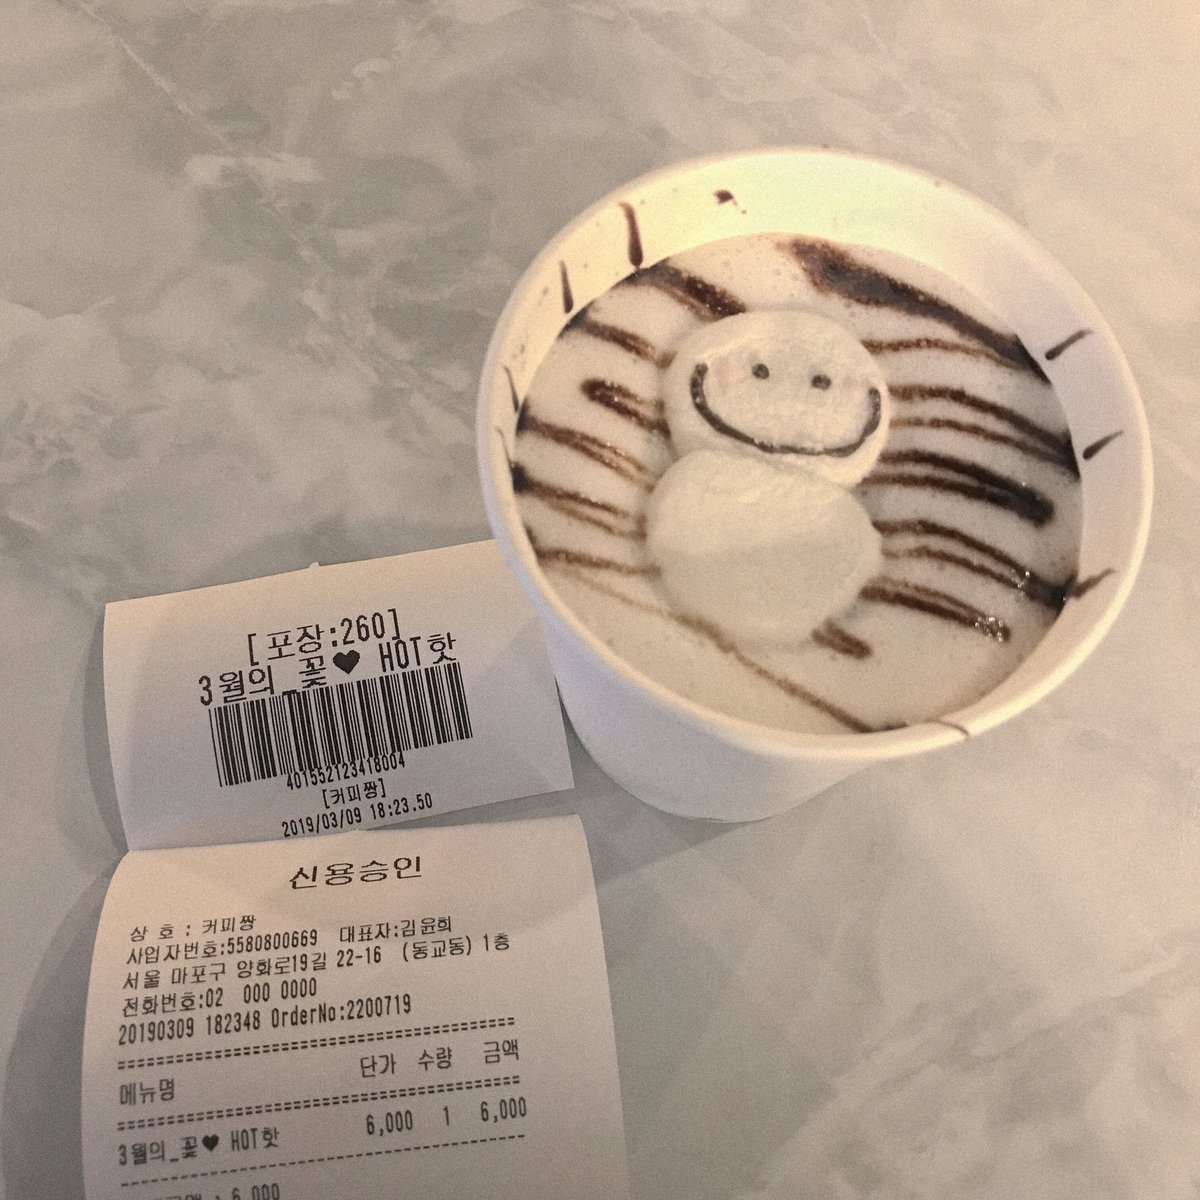 [포장:260]
3월의_꽃♥ HOT핫
401552123418004
[커피짱]
2019/03/09 18:23.50
신용승인
상 호 : 커피짱
사업자번호:5580800669 대표자:김윤희
서울 마포구 양화로19길 22-16 (동교동) 1층
전화번호:02 000 0000
20190309 182348 OrderNo:2200719
메뉴명 단가 수량 금액
3월의_꽃♥ HOT핫 6,000 1 6,000
: 6,000